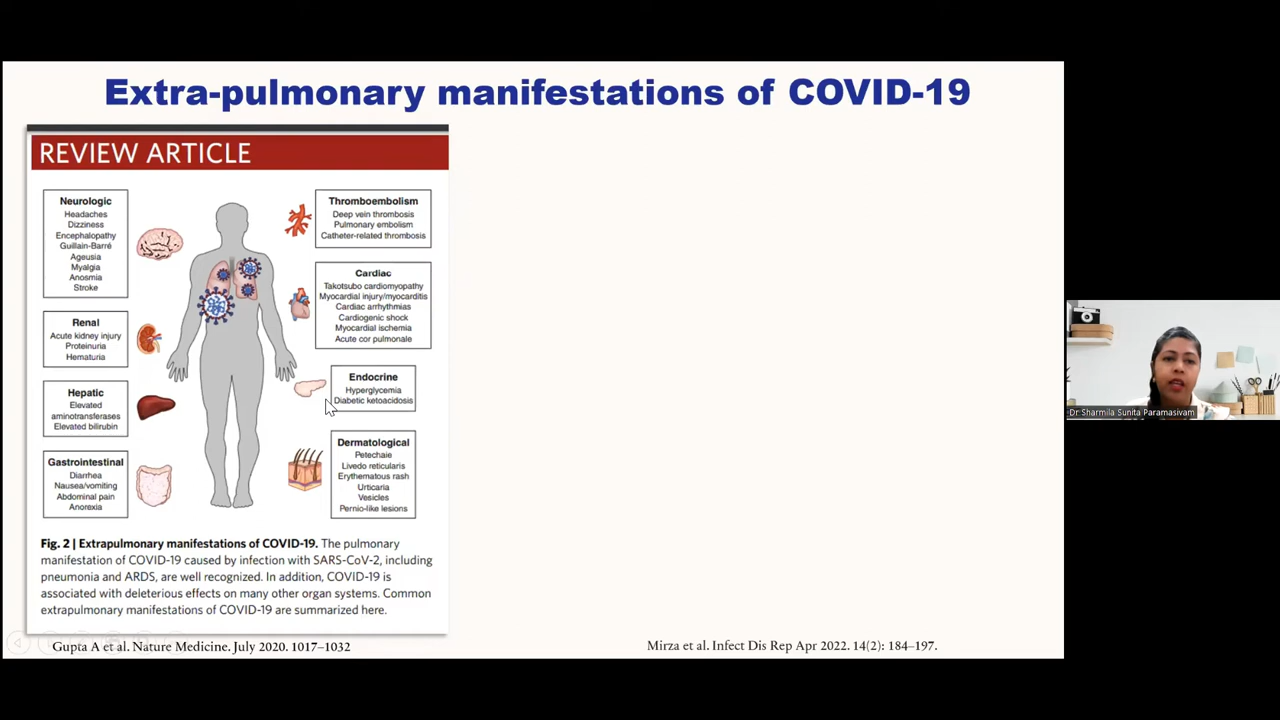 Extra-pulmonary manifestations of COVID-19
REVIEW ARTICLE
Neurologic
Headaches
Dizziness
Encephalopathy
Guillain-Barré
Ageusia
Myalgia
Anosmia
Stroke
Renal
Acute kidney injury
Proteinuria
Hematuria
Hepatic
Elevated
aminotransferases
Elevated bilirubin
Gastrointestinal
Diarrhea
Nausea/vomiting
Abdominal pain
Anorexia
Thromboembolism
Deep vein thrombosis
Pulmonary embolism
Catheter-related thrombosis
Cardiac
Takotsubo cardiomyopathy
Myocardial injury/myocarditis
Cardiac arrhythmias
Cardiogenic shock
Myocardial ischemia
Acute cor pulmonale
Endocrine
Hyperglycemia
Diabetic ketoacidosis
Dermatological
Petechaie
Livedo reticularis
Erythematous rash
Urticaria
Vesicles
Pernio-like lesions
Fig. 2 | Extrapulmonary manifestations of COVID-19. The pulmonary
manifestation of COVID-19 caused by infection with SARS-CoV-2, including
pneumonia and ARDS, are well recognized. In addition, COVID-19 is
associated with deleterious effects on many other organ systems. Common
extrapulmonary manifestations of COVID-19 are summarized here.
Gupta A et al. Nature Medicine. July 2020. 1017–1032
Mirza et al. Infect Dis Rep Apr 2022. 14(2): 184–197.
Dr Sharmila Sunita Paramasivam